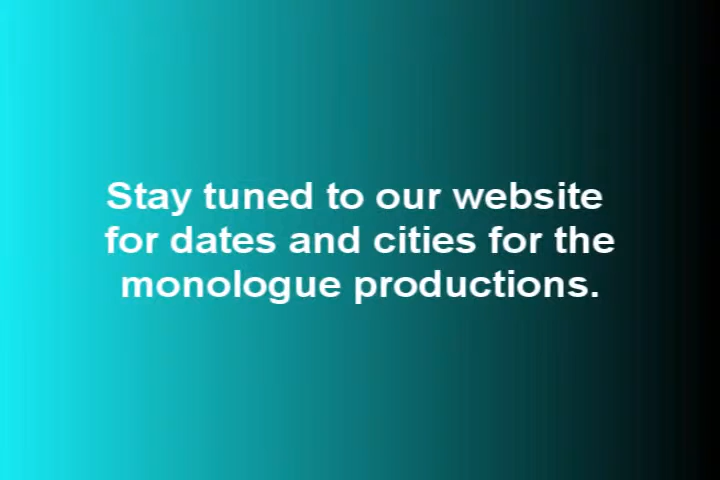 Stay tuned to our website
for dates and cities for the
monologue productions.